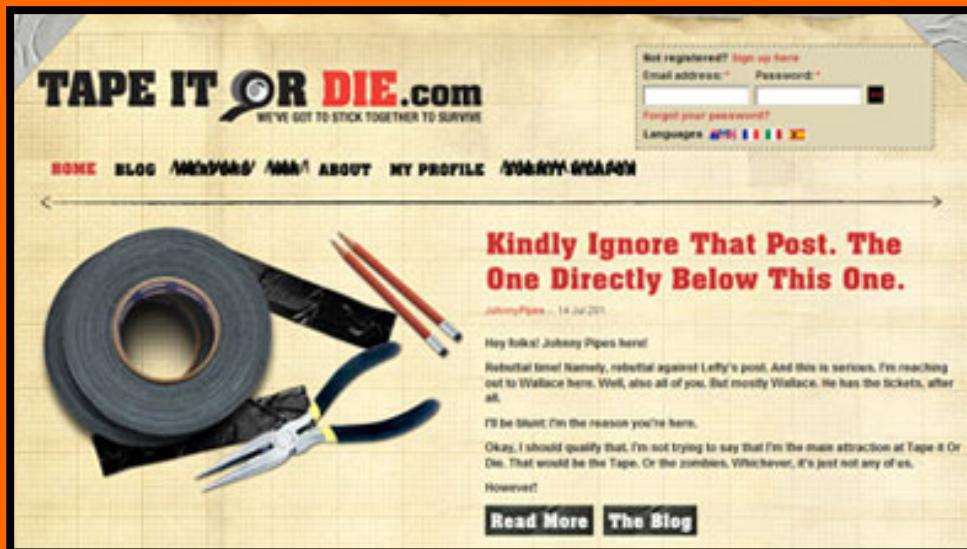 Not registered? Sign up here
Email address:* Password:*
Forgot your password?
Languages
TAPE IT OR DIE.com
WE'VE GOT TO STICK TOGETHER TO SURVIVE
HOME BLOG ABOUT MY PROFILE SUBMIT WEAPON
Kindly Ignore That Post. The
One Directly Below This One.
JohnnyPipes - 14 Jul 201
Hey folks! Johnny Pipes here!
Rebuttal time! Namely, rebuttal against Lefty's post. And this is serious. I'm reaching
out to Wallace here. Well, also all of you. But mostly Wallace. He has the tickets, after
all.
I'll be blunt: I'm the reason you're here.
Okay, I should qualify that. I'm not trying to say that I'm the main attraction at Tape it Or
Die. That would be the Tape. Or the zombies. Whichever, it's just not any of us.
However!
Read More The Blog